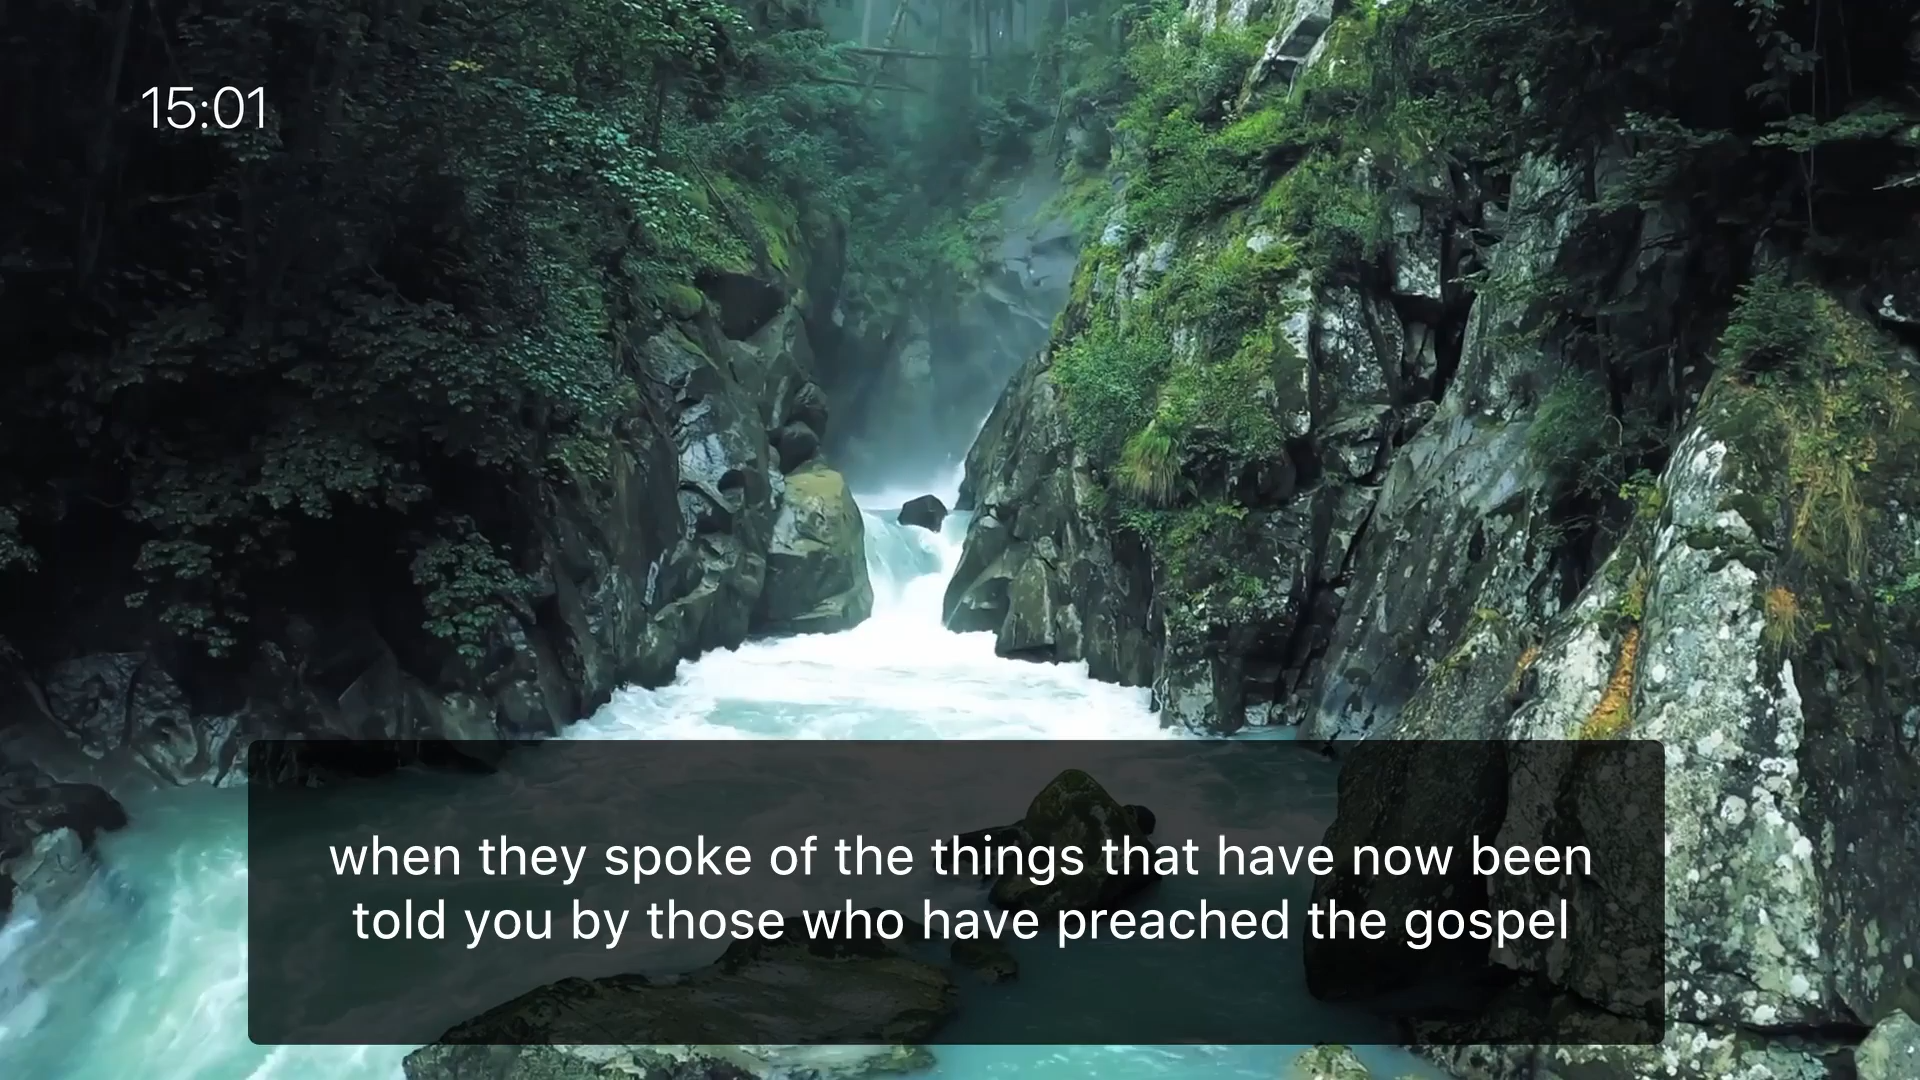 15:01
when they spoke of the things that have now been
told you by those who have preached the gospel